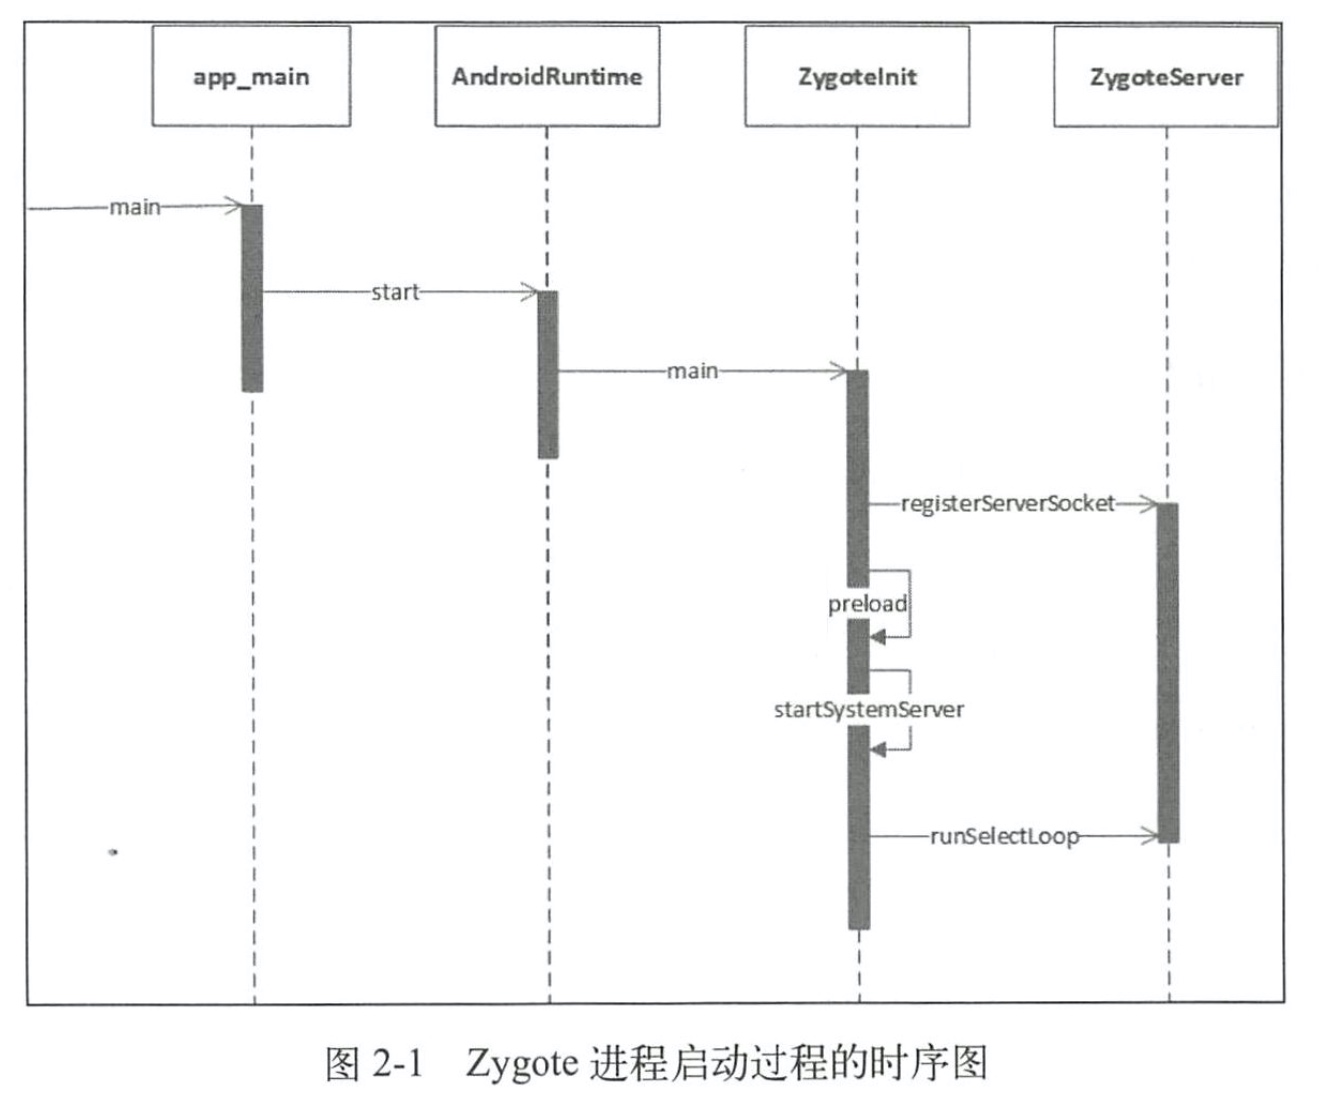 app_main
AndroidRuntime
ZygoteInit
ZygoteServer
main
start
main
registerServerSocket
preload
startSystemServer
runSelectLoop
图 2-1 Zygote 进程启动过程的时序图